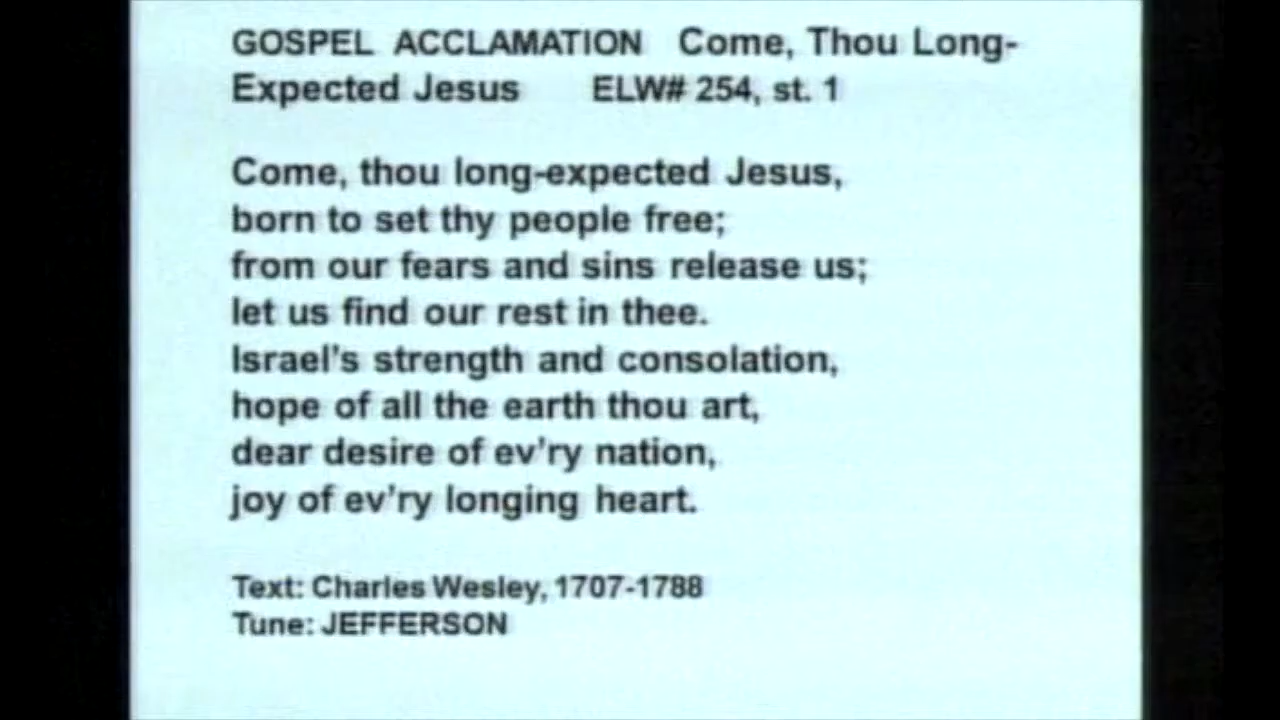 GOSPEL ACCLAMATION Come, Thou Long-
Expected Jesus ELW# 254, st. 1
Come, thou long-expected Jesus,
born to set thy people free;
from our fears and sins release us;
let us find our rest in thee.
Israel’s strength and consolation,
hope of all the earth thou art,
dear desire of ev’ry nation,
joy of ev’ry longing heart.
Text: Charles Wesley, 1707-1788
Tune: JEFFERSON